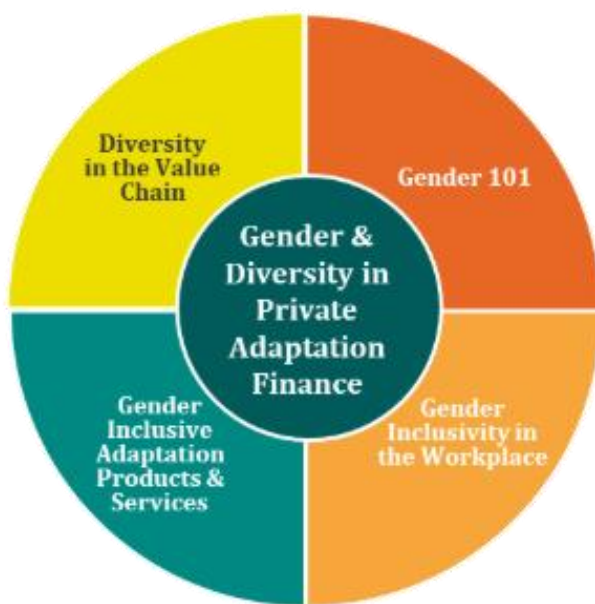 Diversity
in the Value
Chain
Gender 101
Gender &
Diversity in
Private
Adaptation
Finance
Gender
Inclusive
Adaptation
Products &
Services
Gender
Inclusivity in
the Workplace